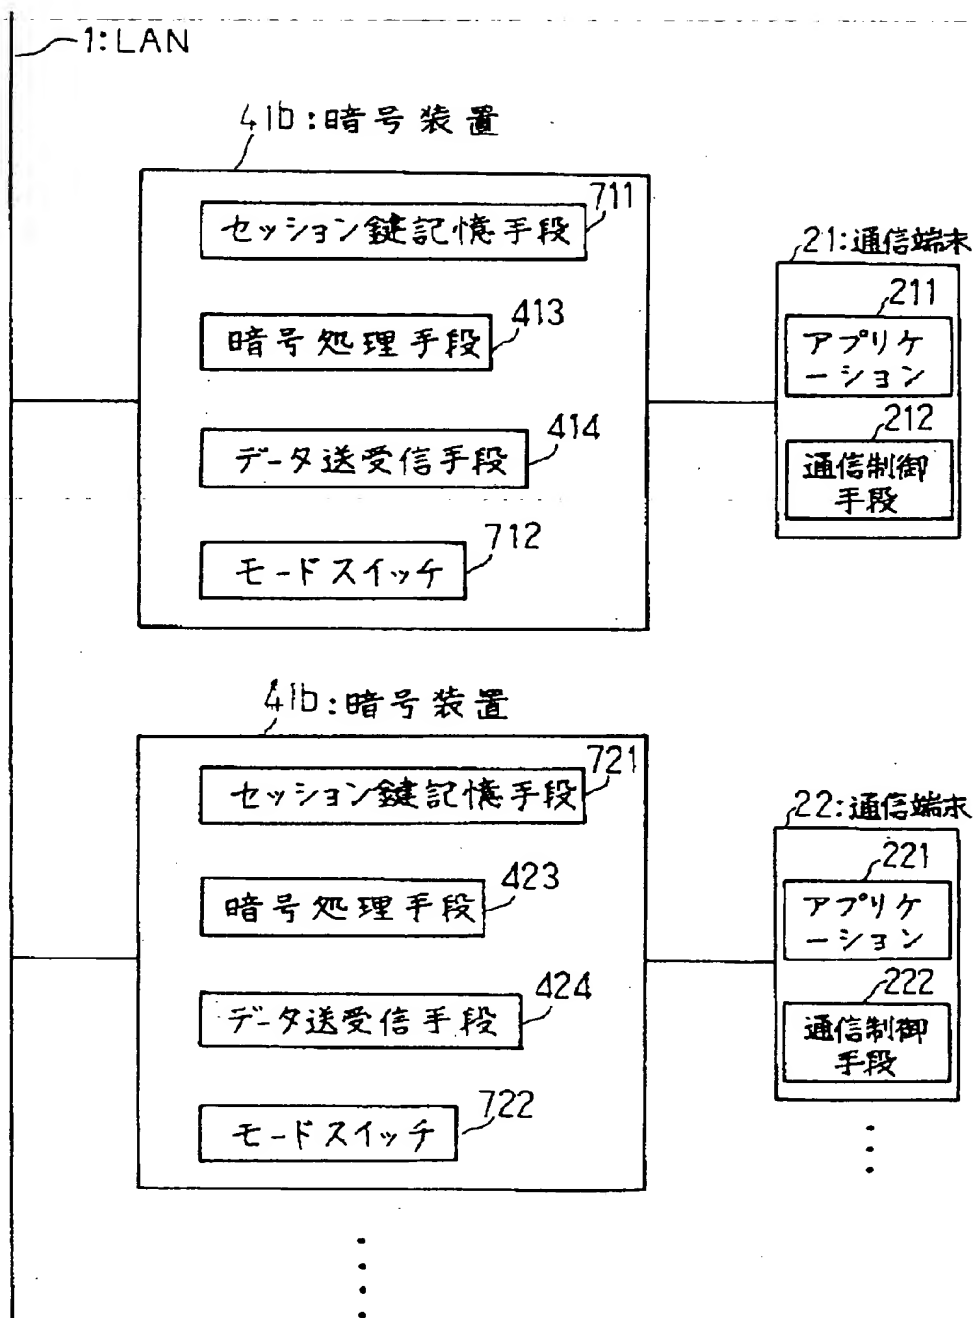 1:LAN
41b:暗号装置
711
セッション鍵記憶手段
413
暗号処理手段
414
データ送受信手段
712
モードスイッチ
21:通信端末
211
アプリケ
ーション
212
通信制御
手段
41b:暗号装置
721
セッション鍵記憶手段
423
暗号処理手段
424
データ送受信手段
722
モードスイッチ
22:通信端末
221
アプリケ
ーション
222
通信制御
手段